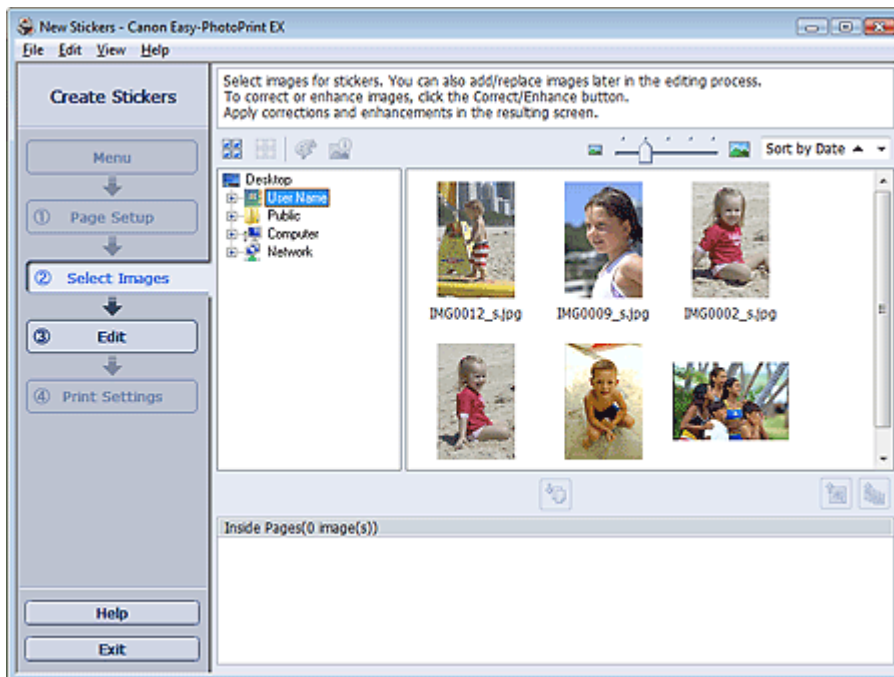 New Stickers - Canon Easy-PhotoPrint EX
File Edit View Help
Create Stickers
Menu
① Page Setup
② Select Images
③ Edit
④ Print Settings
Help
Exit
Select images for stickers. You can also add/replace images later in the editing process.
To correct or enhance images, click the Correct/Enhance button.
Apply corrections and enhancements in the resulting screen.
Sort by Date
Desktop
User Name
Public
Computer
Network
IMG0012_s.jpg IMG0009_s.jpg IMG0002_s.jpg
Inside Pages(0 image(s))